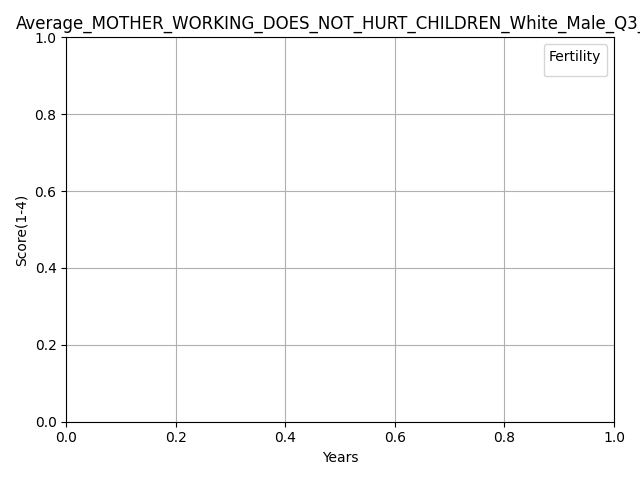 Average_MOTHER_WORKING_DOES_NOT_HURT_CHILDREN_White_Male_Q3_
Fertility
1.0
0.8
0.6
0.4
0.2
0.0
Score(1-4)
0.0 0.2 0.4 0.6 0.8 1.0
Years